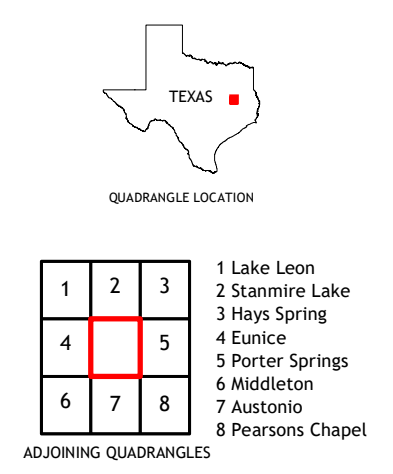 TEXAS
QUADRANGLE LOCATION
1 2 3
4 5
6 7 8
1 Lake Leon
2 Stanmire Lake
3 Hays Spring
4 Eunice
5 Porter Springs
6 Middleton
7 Austonio
8 Pearsons Chapel
ADJOINING QUADRANGLES